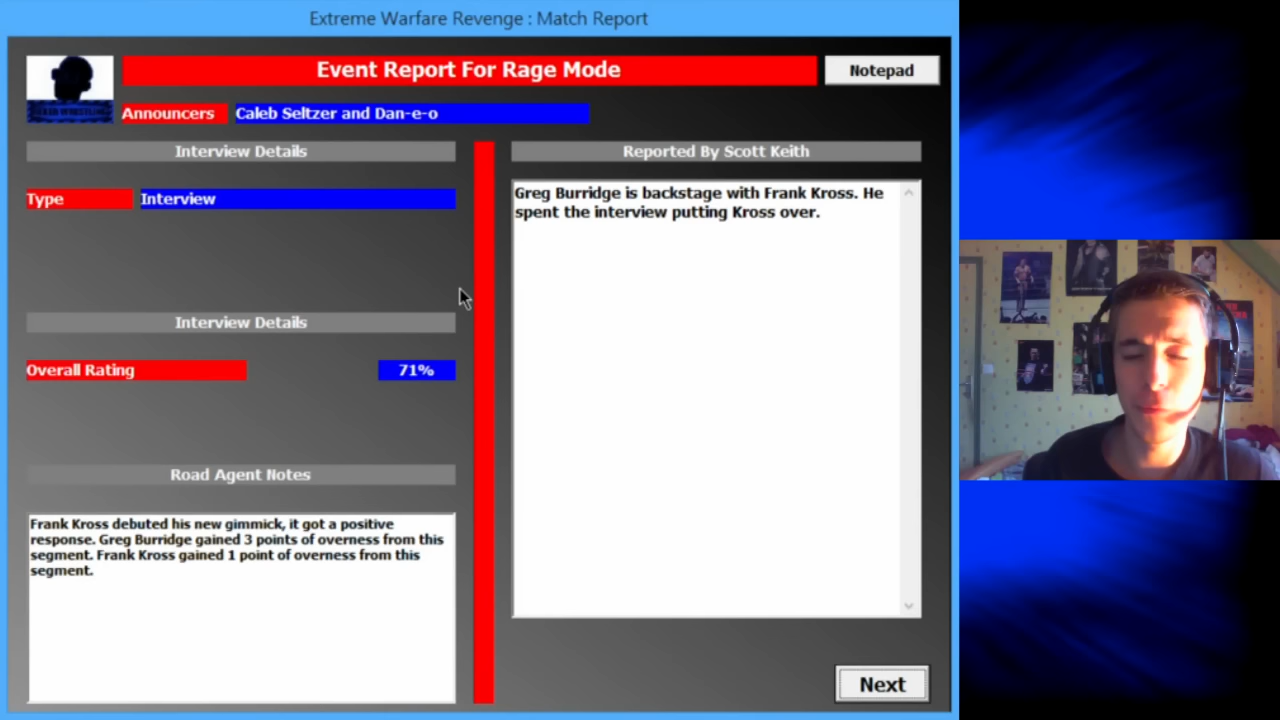 Extreme Warfare Revenge : Match Report
Event Report For Rage Mode
Notepad
Announcers
Caleb Seltzer and Dan-e-o
Interview Details
Type
Interview
Interview Details
Overall Rating
71%
Road Agent Notes
Frank Kross debuted his new gimmick, it got a positive
response. Greg Burridge gained 3 points of overness from this
segment. Frank Kross gained 1 point of overness from this
segment.
Reported By Scott Keith
Greg Burridge is backstage with Frank Kross. He
spent the interview putting Kross over.
Next